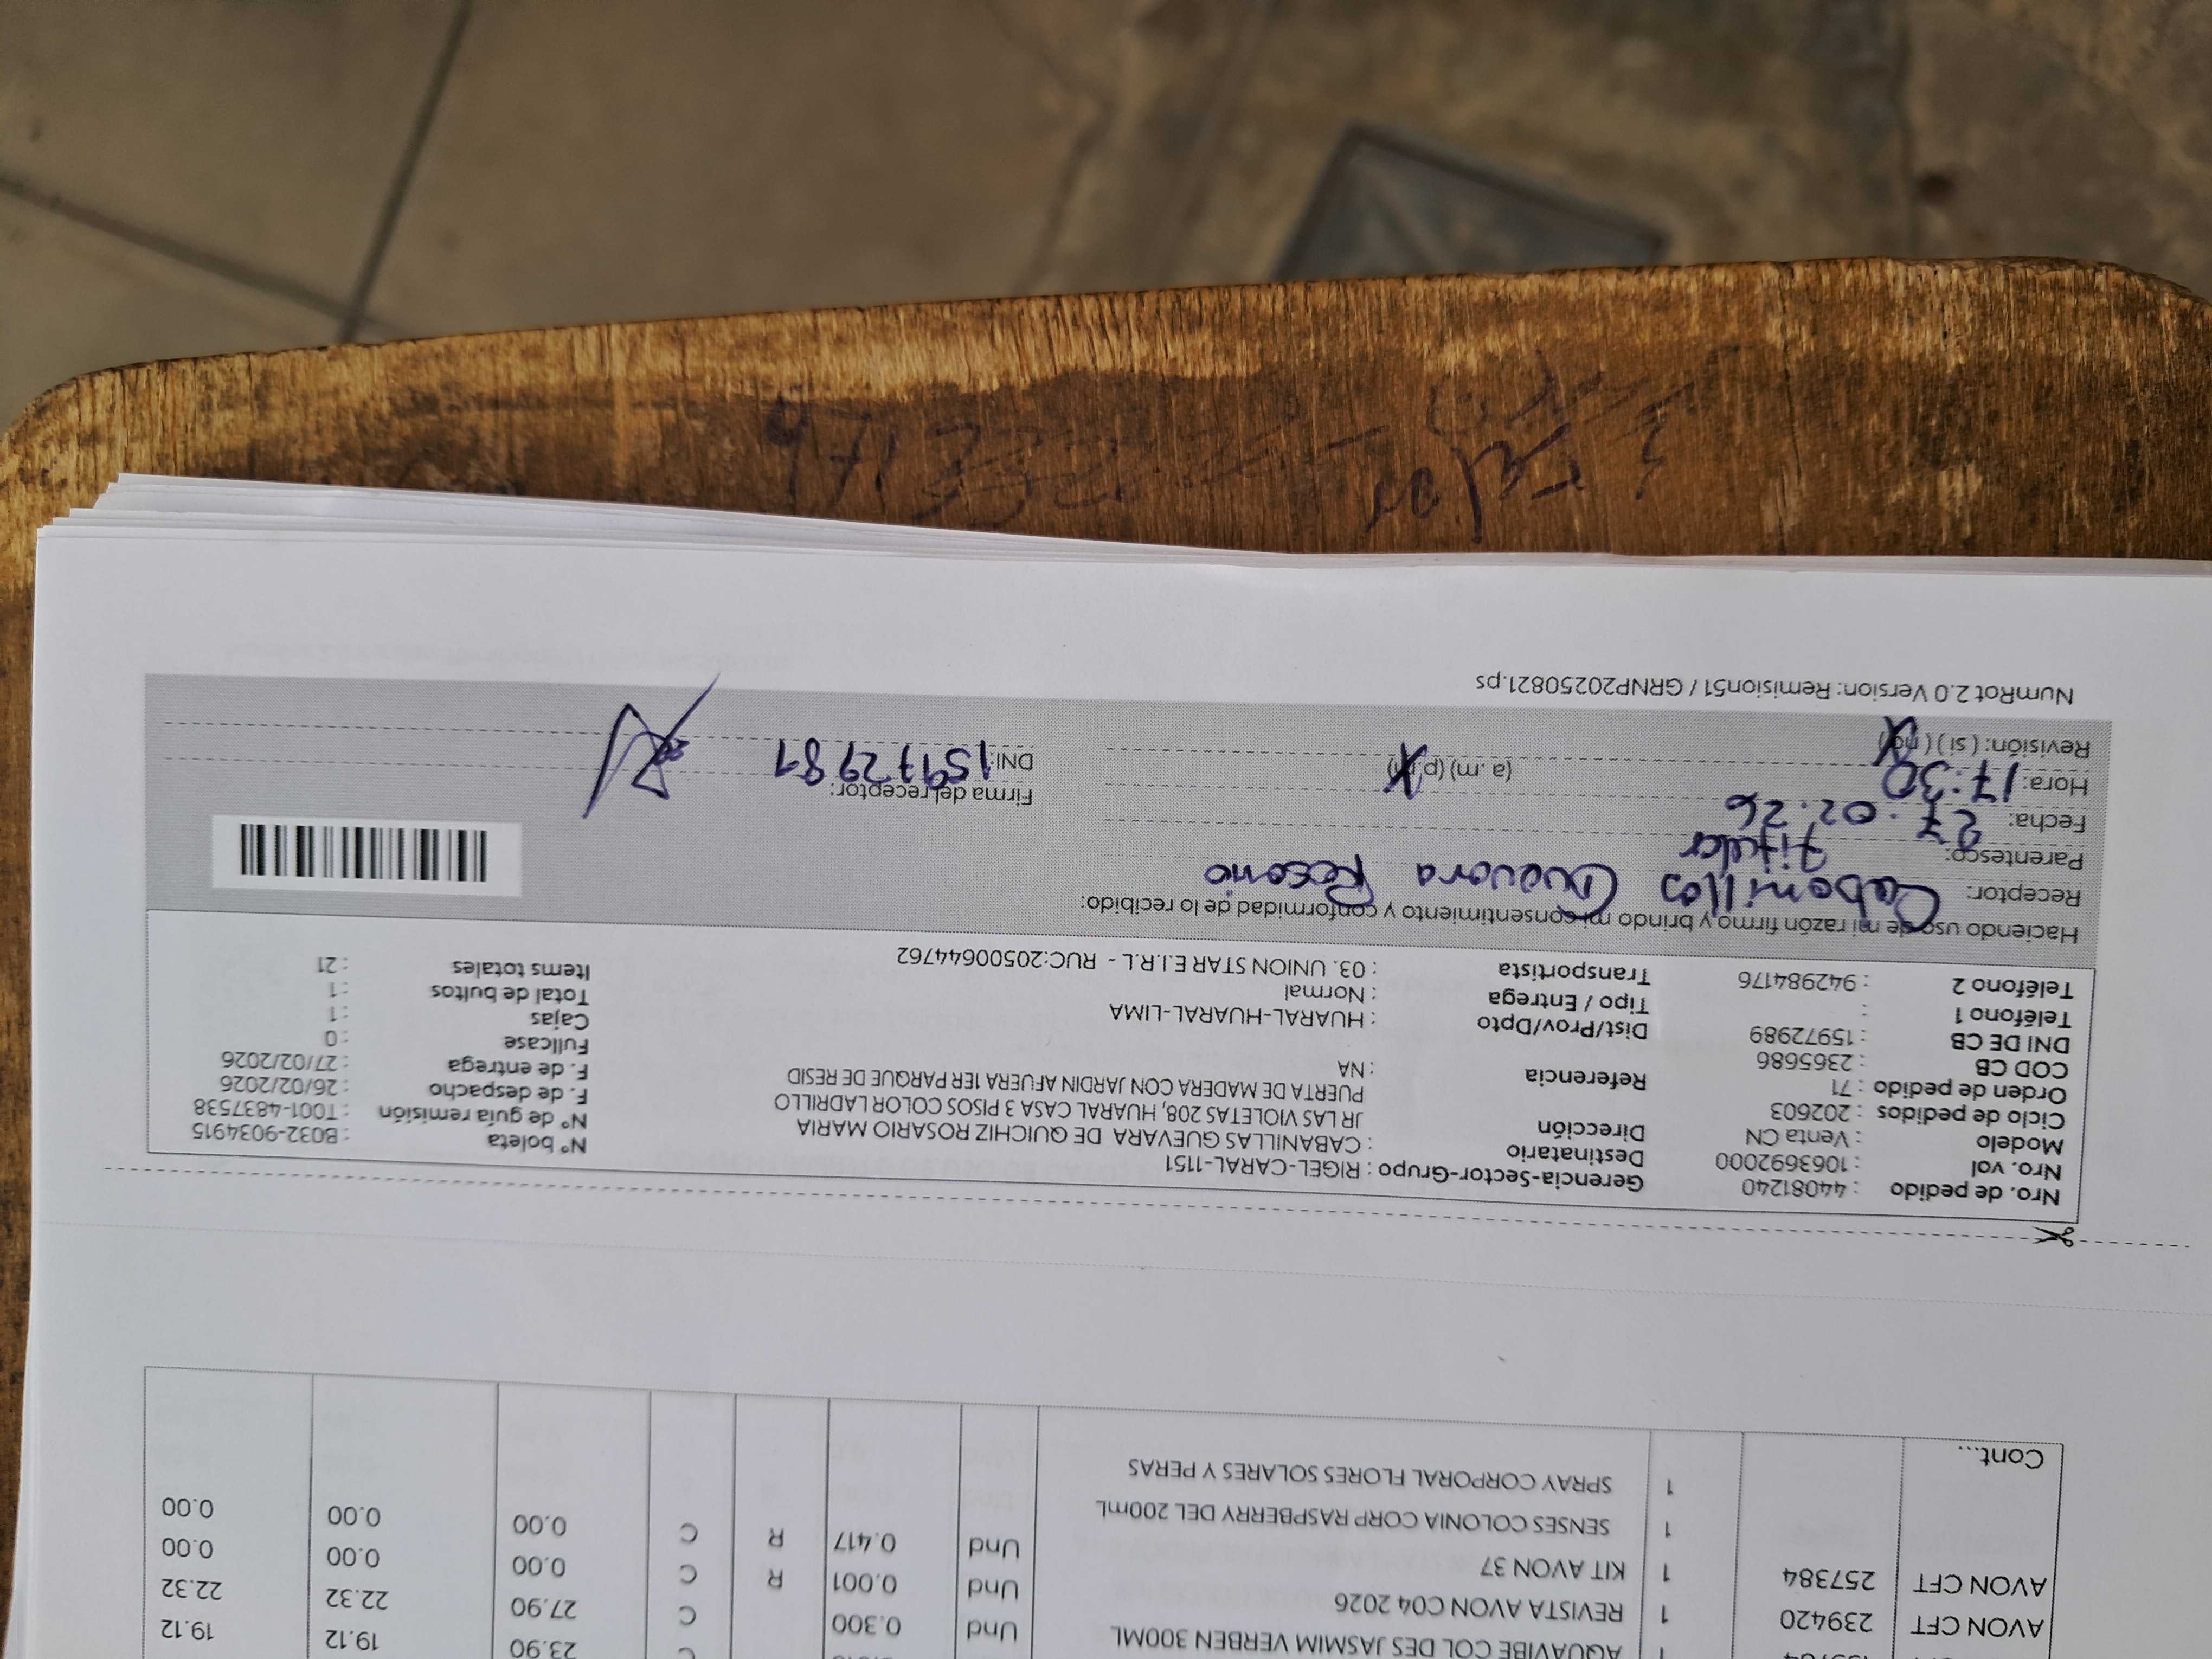 AQUAVIBE COL DES JASMIM VERBEN 300ML 23.90 19.12 19.12
AVON CFT 239420 1 REVISTA AVON C04 2026 Und 0.300 C 27.90 22.32 22.32
AVON CFT 257384 1 KIT AVON 37 Und 0.001 R C 0.00 0.00 0.00
1 SENSES COLONIA CORP RASPBERRY DEL 200mL Und 0.417 R C 0.00 0.00 0.00
1 SPRAY CORPORAL FLORES SOLARES Y PERAS
Cont...
Nro. de pedido : 44081240
Nro. vol : 1063692000
Modelo : Venta CN
Ciclo de pedidos : 202603
Orden de pedido : 71
COD CB : 2365686
DNI DE CB : 15972989
Teléfono 1 :
Teléfono 2 : 942984176
Gerencia-Sector-Grupo : RIGEL-CARAL-1151
Destinatario : CABANILLAS GUEVARA DE QUICHIZ ROSARIO MARIA
Dirección JR LAS VIOLETAS 208, HUARAL CASA 3 PISOS COLOR LADRILLO
PUERTA DE MADERA CON JARDIN AFUERA 1ER PARQUE DE RESID
Referencia : NA
Dist/Prov/Dpto : HUARAL-HUARAL-LIMA
Tipo / Entrega : Normal
Transportista : 03. UNION STAR E.I.R.L - RUC:20500644762
N° boleta : B032-9034915
N° de guía remisión : T001-4837538
F. de despacho : 26/02/2026
F. de entrega : 27/02/2026
Fullcase : 0
Cajas : 1
Total de bultos : 1
Items totales : 21
Haciendo uso de mi razón firmo y brindo mi consentimiento y conformidad de lo recibido:
Receptor: Cabanillas Guevara Rosario
Parentesco: Titular
Fecha: 27.02.26
Hora: 17:30 (a. m) (p.m)
Revisión: (si) (no)
Firma del receptor:
DNI: 15972989
NumRot 2.0 Version: Remision51 / GRNP20250821.ps